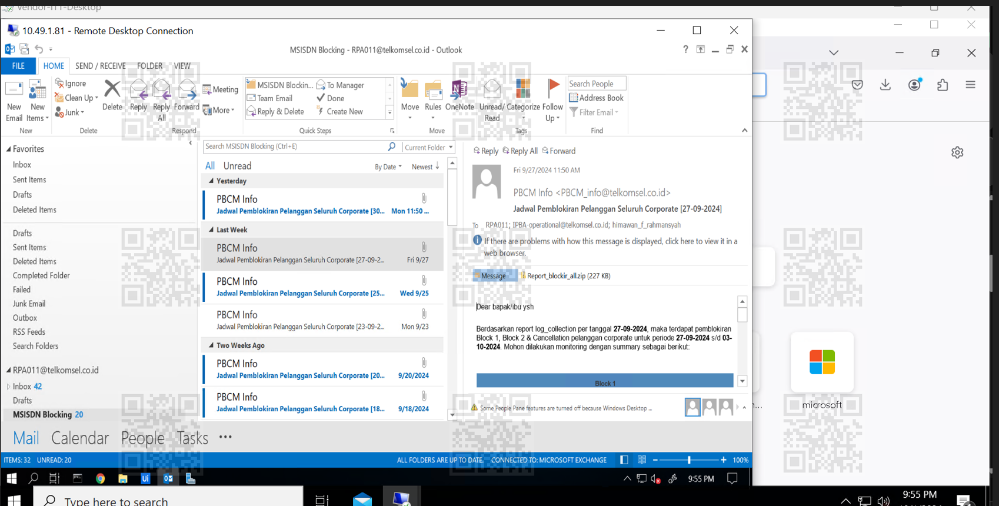 Vendor-IT1-Desktop
10.49.1.81 - Remote Desktop Connection
MSISDN Blocking - RPA011@telkomsel.co.id - Outlook
FILE HOME SEND / RECEIVE FOLDER VIEW
New Email
New Items
Ignore
Clean Up
Junk
Delete
Reply
Reply All
Forward
Meeting
More
MSISDN Blockin...
To Manager
Team Email
Done
Reply & Delete
Create New
Move
Rules
OneNote
Unread/ Read
Categorize
Follow Up
Search People
Address Book
Filter Email
New Delete Respond Quick Steps Move Tags Find
Favorites
Inbox
Sent Items
Drafts
Deleted Items
Drafts
Sent Items
Deleted Items
Completed Folder
Failed
Junk Email
Outbox
RSS Feeds
Search Folders
RPA011@telkomsel.co.id
Inbox 42
Drafts
MSISDN Blocking 20
Search MSISDN Blocking (Ctrl+E) Current Folder
All Unread By Date Newest
Yesterday
PBCM Info
Jadwal Pemblokiran Pelanggan Seluruh Corporate [30... Mon 11:50 ...
Last Week
PBCM Info
Jadwal Pemblokiran Pelanggan Seluruh Corporate [27-09-2... Fri 9/27
PBCM Info
Jadwal Pemblokiran Pelanggan Seluruh Corporate [25... Wed 9/25
PBCM Info
Jadwal Pemblokiran Pelanggan Seluruh Corporate [23-09-2... Mon 9/23
Two Weeks Ago
PBCM Info
Jadwal Pemblokiran Pelanggan Seluruh Corporate [20... 9/20/2024
PBCM Info
Jadwal Pemblokiran Pelanggan Seluruh Corporate [18... 9/18/2024
Reply Reply All Forward
Fri 9/27/2024 11:50 AM
PBCM Info <PBCM_info@telkomsel.co.id>
Jadwal Pemblokiran Pelanggan Seluruh Corporate [27-09-2024]
To RPA011; IPBA-operational@telkomsel.co.id; himawan_f_rahmansyah
If there are problems with how this message is displayed, click here to view it in a
web browser.
Message Report_blockir_all.zip (227 KB)
Dear bapak/ibu ysh
Berdasarkan report log_collection per tanggal 27-09-2024, maka terdapat pemblokiran
Block 1, Block 2 & Cancellation pelanggan corporate untuk periode 27-09-2024 s/d 03-
10-2024. Mohon dilakukan monitoring dengan summary sebagai berikut:
Block 1
Some People Pane features are turned off because Windows Desktop ...
n...
microsoft
Mail Calendar People Tasks •••
ITEMS: 32 UNREAD: 20 ALL FOLDERS ARE UP TO DATE. CONNECTED TO: MICROSOFT EXCHANGE 100%
Ui
9:55 PM
Type here to search
9:55 PM